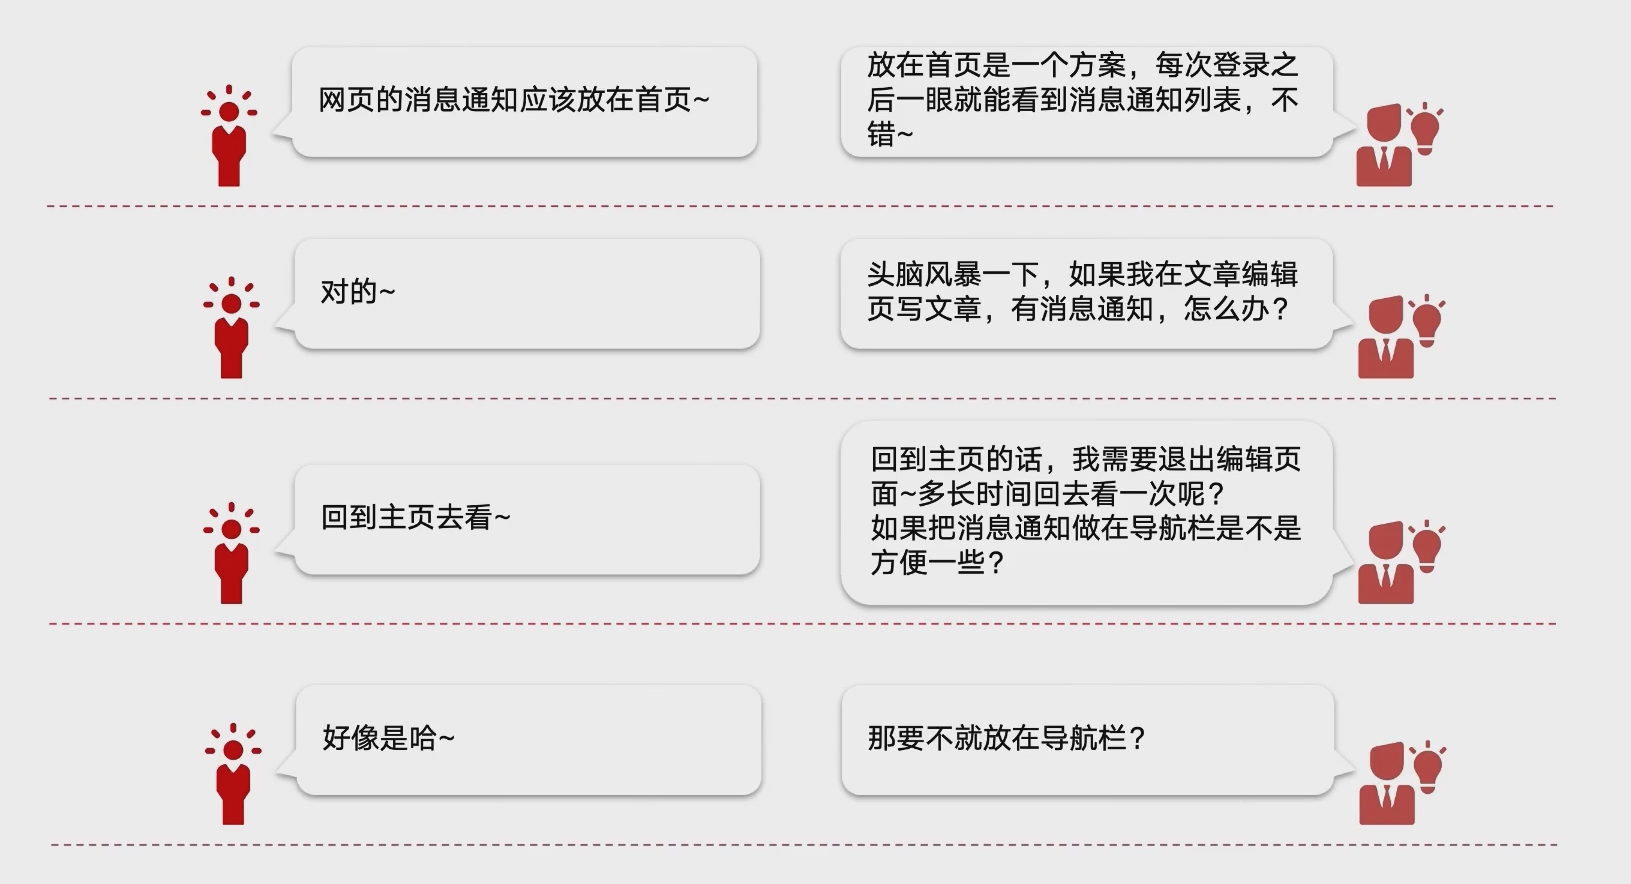 网页的消息通知应该放在首页~
放在首页是一个方案，每次登录之
后一眼就能看到消息通知列表，不
错~
对的~
头脑风暴一下，如果我在文章编辑
页写文章，有消息通知，怎么办？
回到主页去看~
回到主页的话，我需要退出编辑页
面~多长时间回去看一次呢？
如果把消息通知做在导航栏是不是
方便一些？
好像是哈~
那要不就放在导航栏？